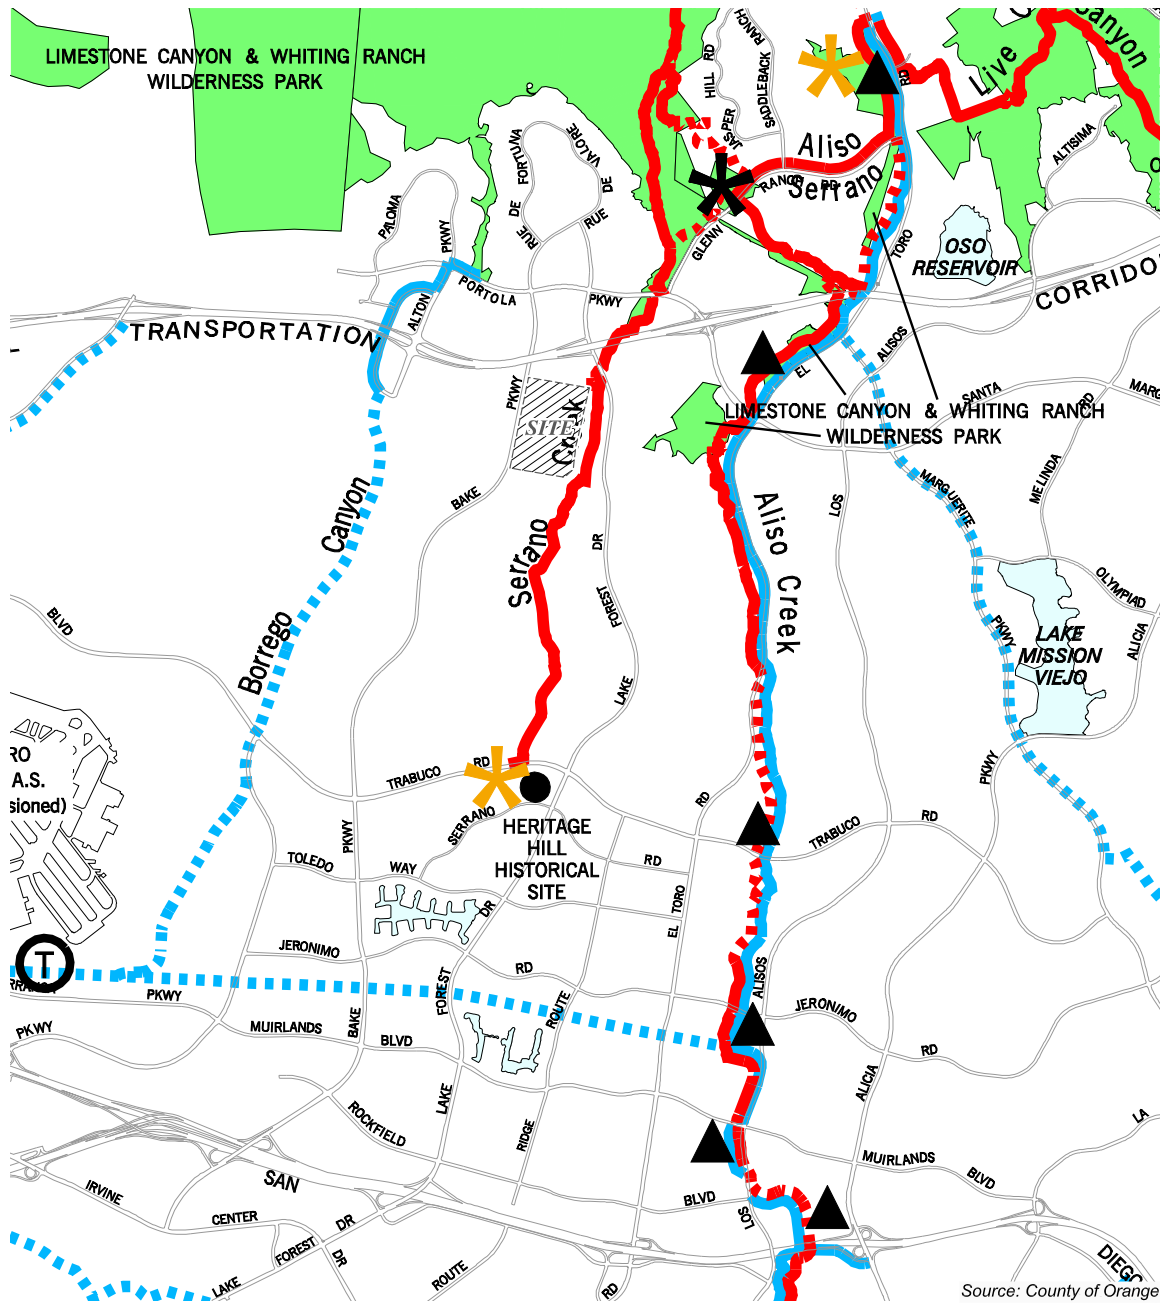 LIMESTONE CANYON & WHITING RANCH
WILDERNESS PARK
HILL RD
RANCH
SADDLEBACK
JASPER
RD
Live
Canyon
ALTISIMA
Aliso
Serrano
RANCH RD
GLENN
RUE DE FORTUVA
RUE DE VALORE
PALOMA
PKWY
PORTOLA
PKWY
ALTON
EL
TORO
OSO
RESERVOIR
CORRIDO
TRANSPORTATION
ALISOS
SANTA
MARG
RD
LIMESTONE CANYON & WHITING RANCH
WILDERNESS PARK
PKWY
SITE
Creek
BAKE
Serrano
DR
FOREST
LAKE
Canyon
Borrego
BLVD
Aliso Creek
LOS
MARGUERITE
PKWY
MELINDA
OLYMPIAD
ALICIA
LAKE
MISSION
VIEJO
PKWY
RO
A.S.
sioned)
TRABUCO
RD
SERRANO
HERITAGE
HILL
HISTORICAL
SITE
RD
TRABUCO
RD
TOLEDO
WAY
PKWY
RD
DR
EL TORO
JERONIMO
RD
ALISOS
JERONIMO
RD
T
PKWY
PKWY
MUIRLANDS
BLVD
BAKE
FOREST
ROUTE
LAKE
RIDGE
ROCKFIELD
ALICIA
LA
MUIRLANDS
BLVD
SAN
IRVINE
CENTER
DR
BLVD
LOS
LAKE
FOREST
DR
ROUTE
RD
DIEGO
Source: County of Orange